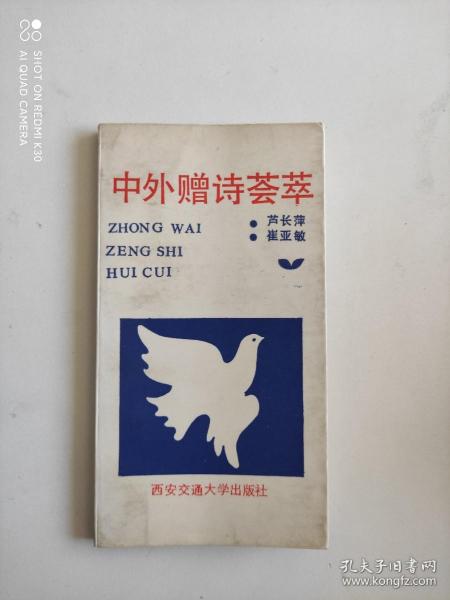 SHOT ON REDMI K30
AI QUAD CAMERA
中外赠诗荟萃
ZHONG WAI
ZENG SHI
HUI CUI
● 芦长萍
● 崔亚敏
西安交通大学出版社
孔夫子旧书网
www.kongfz.com